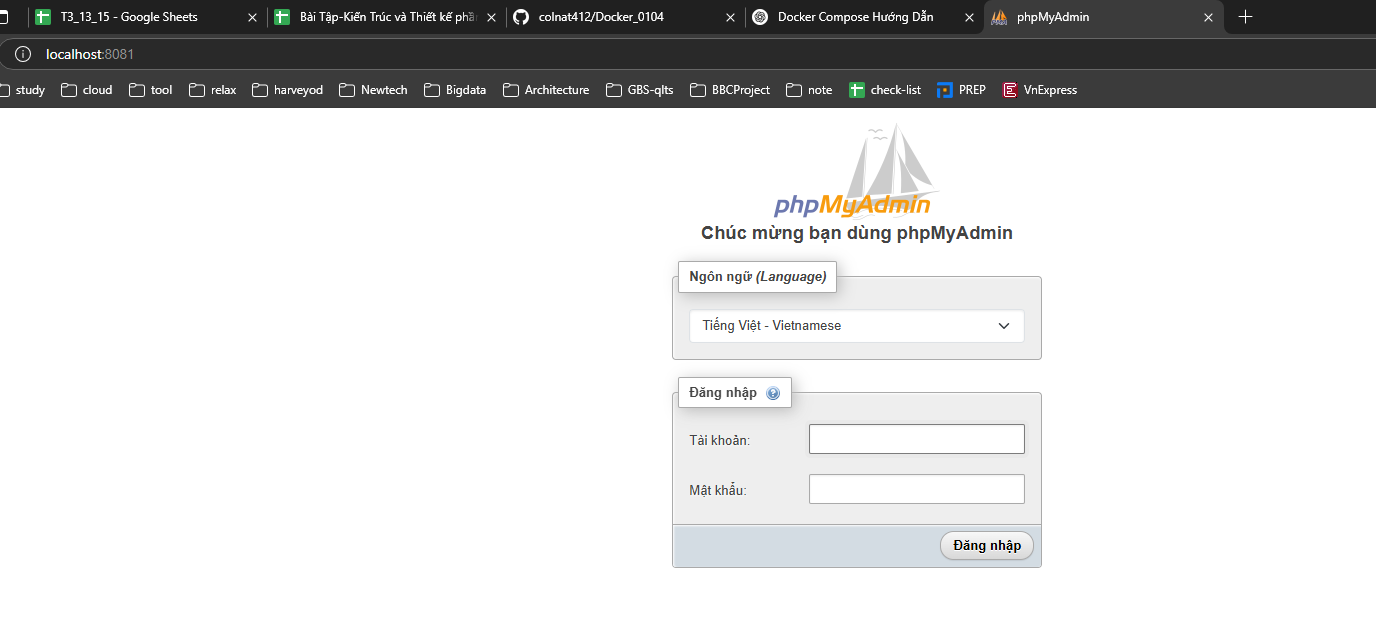 T3_13_15 - Google Sheets
Bài Tập-Kiến Trúc và Thiết kế phần
colnat412/Docker_0104
Docker Compose Hướng Dẫn
phpMyAdmin
localhost:8081
study
cloud
tool
relax
harveyod
Newtech
Bigdata
Architecture
GBS-qlts
BBCProject
note
check-list
PREP
VnExpress
phpMyAdmin
Chúc mừng bạn dùng phpMyAdmin
Ngôn ngữ (Language)
Tiếng Việt - Vietnamese
Đăng nhập
Tài khoản:
Mật khẩu:
Đăng nhập